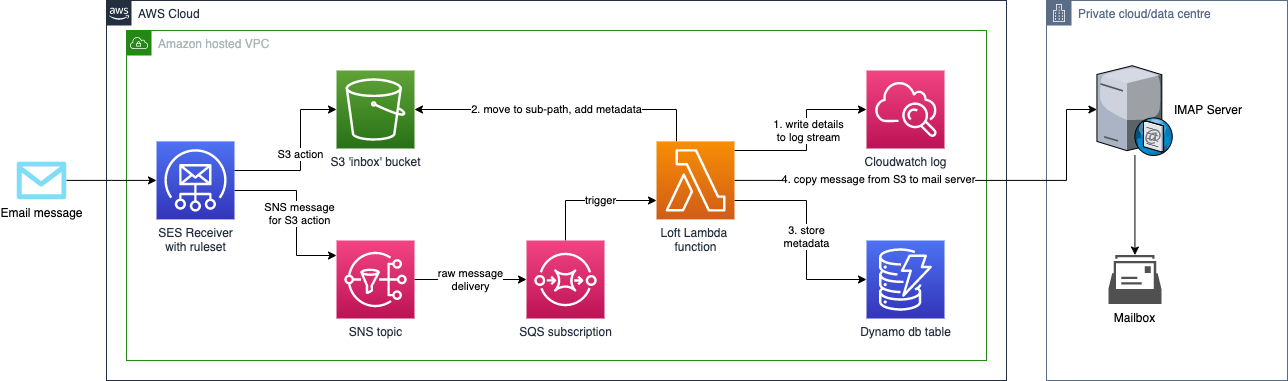 aws
AWS Cloud
Private cloud/data centre
Amazon hosted VPC
2. move to sub-path, add metadata
1. write details
to log stream
IMAP Server
S3 action
S3 'inbox' bucket
Cloudwatch log
Email message
4. copy message from S3 to mail server
SNS message
for S3 action
trigger
SES Receiver
with ruleset
Loft Lambda
function
3. store
metadata
raw message
delivery
SNS topic
SQS subscription
Dynamo db table
Mailbox